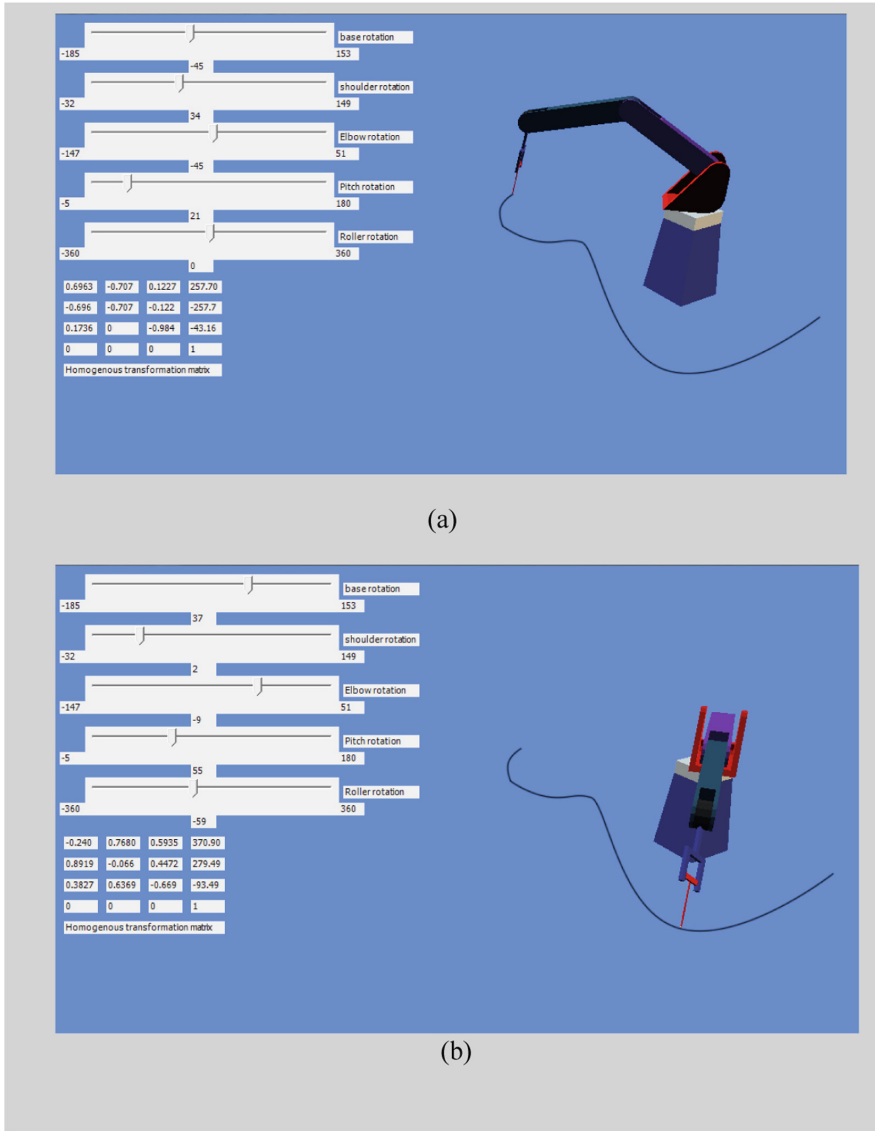 base rotation
-185 153
-45
shoulder rotation
-32 149
34
Elbow rotation
-147 51
-45
Pitch rotation
-5 180
21
Roller rotation
-360 360
0
0.6963 -0.707 0.1227 257.70
-0.696 -0.707 -0.122 -257.7
0.1736 0 -0.984 -43.16
0 0 0 1
Homogenous transformation matrix
(a)
base rotation
-185 153
37
shoulder rotation
-32 149
2
Elbow rotation
-147 51
-9
Pitch rotation
-5 180
55
Roller rotation
-360 360
-59
-0.240 0.7680 0.5935 370.90
0.8919 -0.066 0.4472 279.49
0.3827 0.6369 -0.669 -93.49
0 0 0 1
Homogenous transformation matrix
(b)